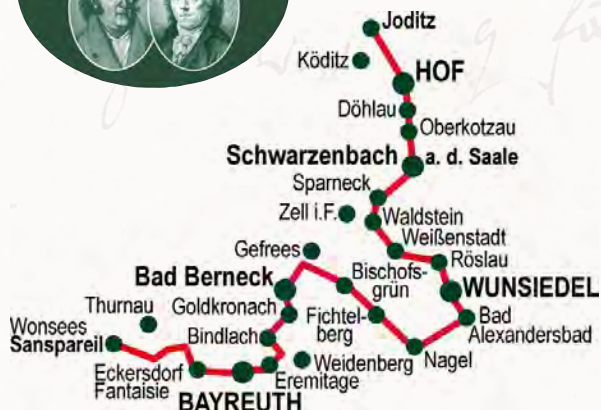 Joditz
Köditz
HOF
Döhlau
Oberkotzau
Schwarzenbach a. d. Saale
Sparneck
Zell i.F.
Waldstein
Weißenstadt
Gefrees
Röslau
Bischofs-
grün
Bad Berneck
WUNSIEDEL
Thurnau
Goldkronach
Fichtel-
berg
Bad
Alexandersbad
Wonsees
Sanspareil
Bindlach
Nagel
Weidenberg
Eckersdorf
Fantaisie
Eremitage
BAYREUTH